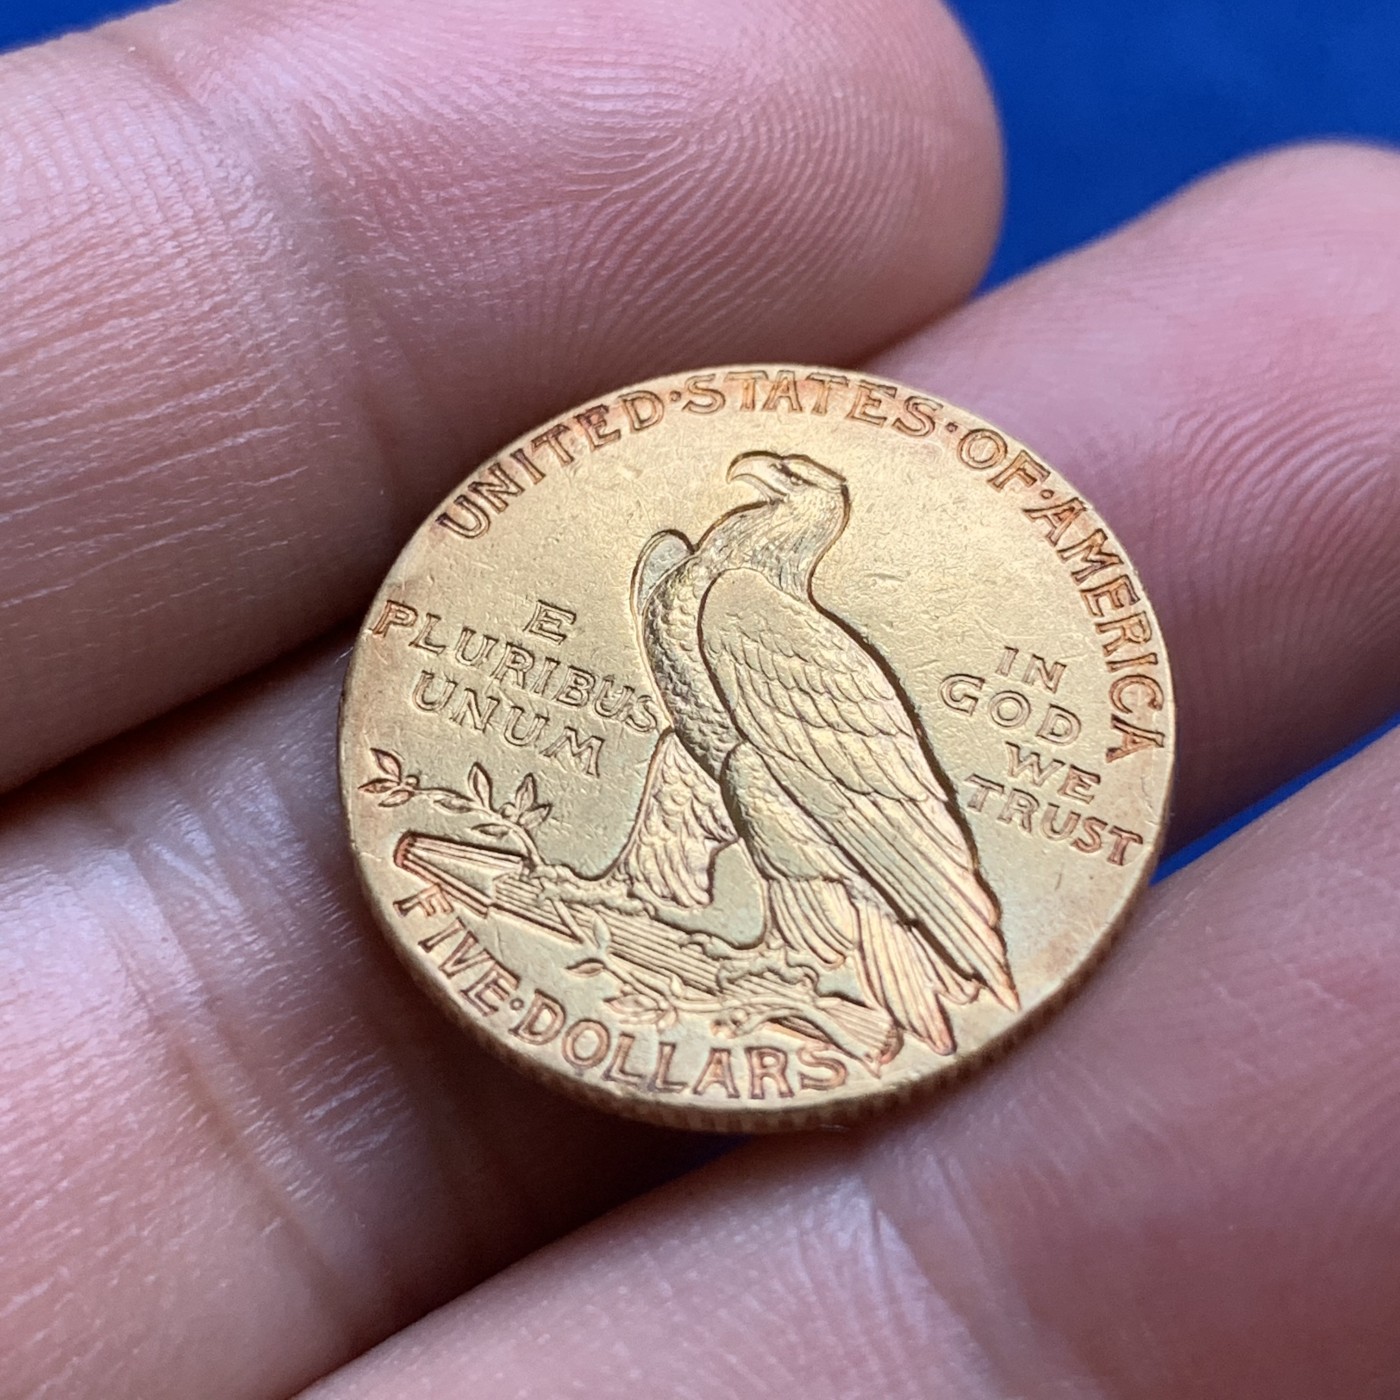 UNITED·STATES·OF·AMERICA
E
PLURIBUS
UNUM
IN
GOD
WE
TRUST
FIVE·DOLLARS